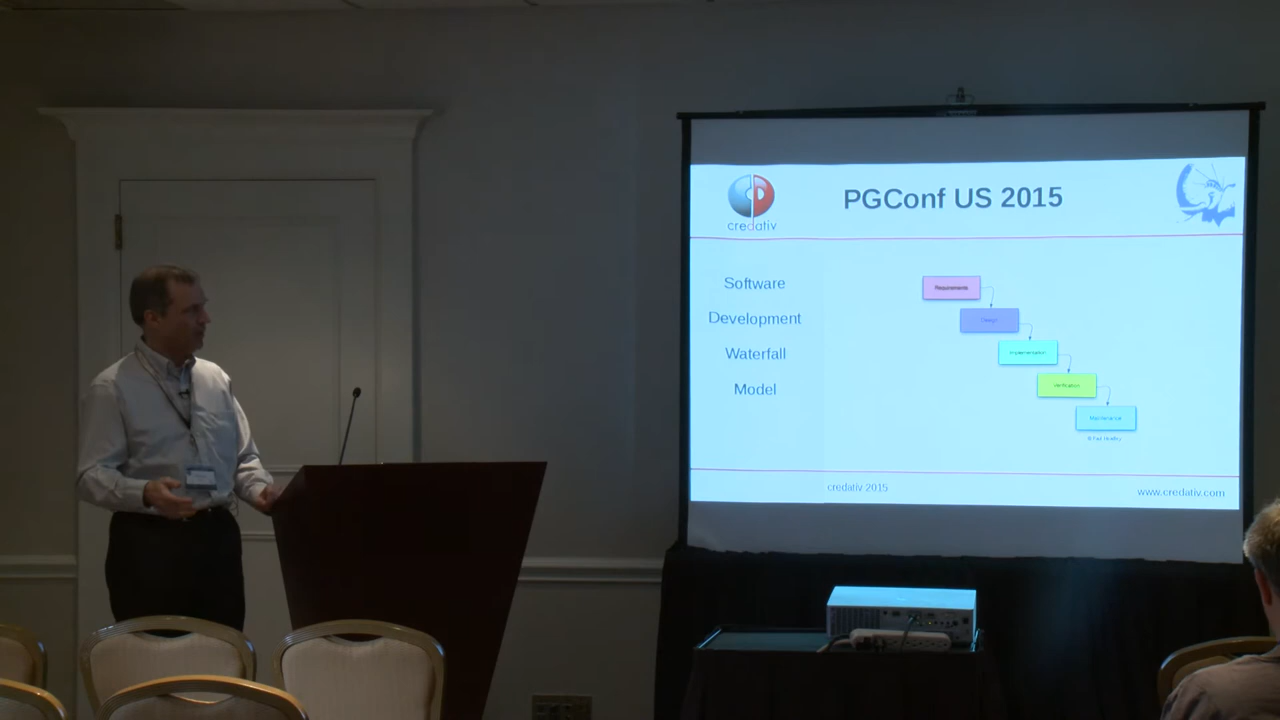 PGConf US 2015
credativ
Software
Development
Waterfall
Model
Requirements
Design
Implementation
Verification
Maintenance
credativ 2015
www.credativ.com